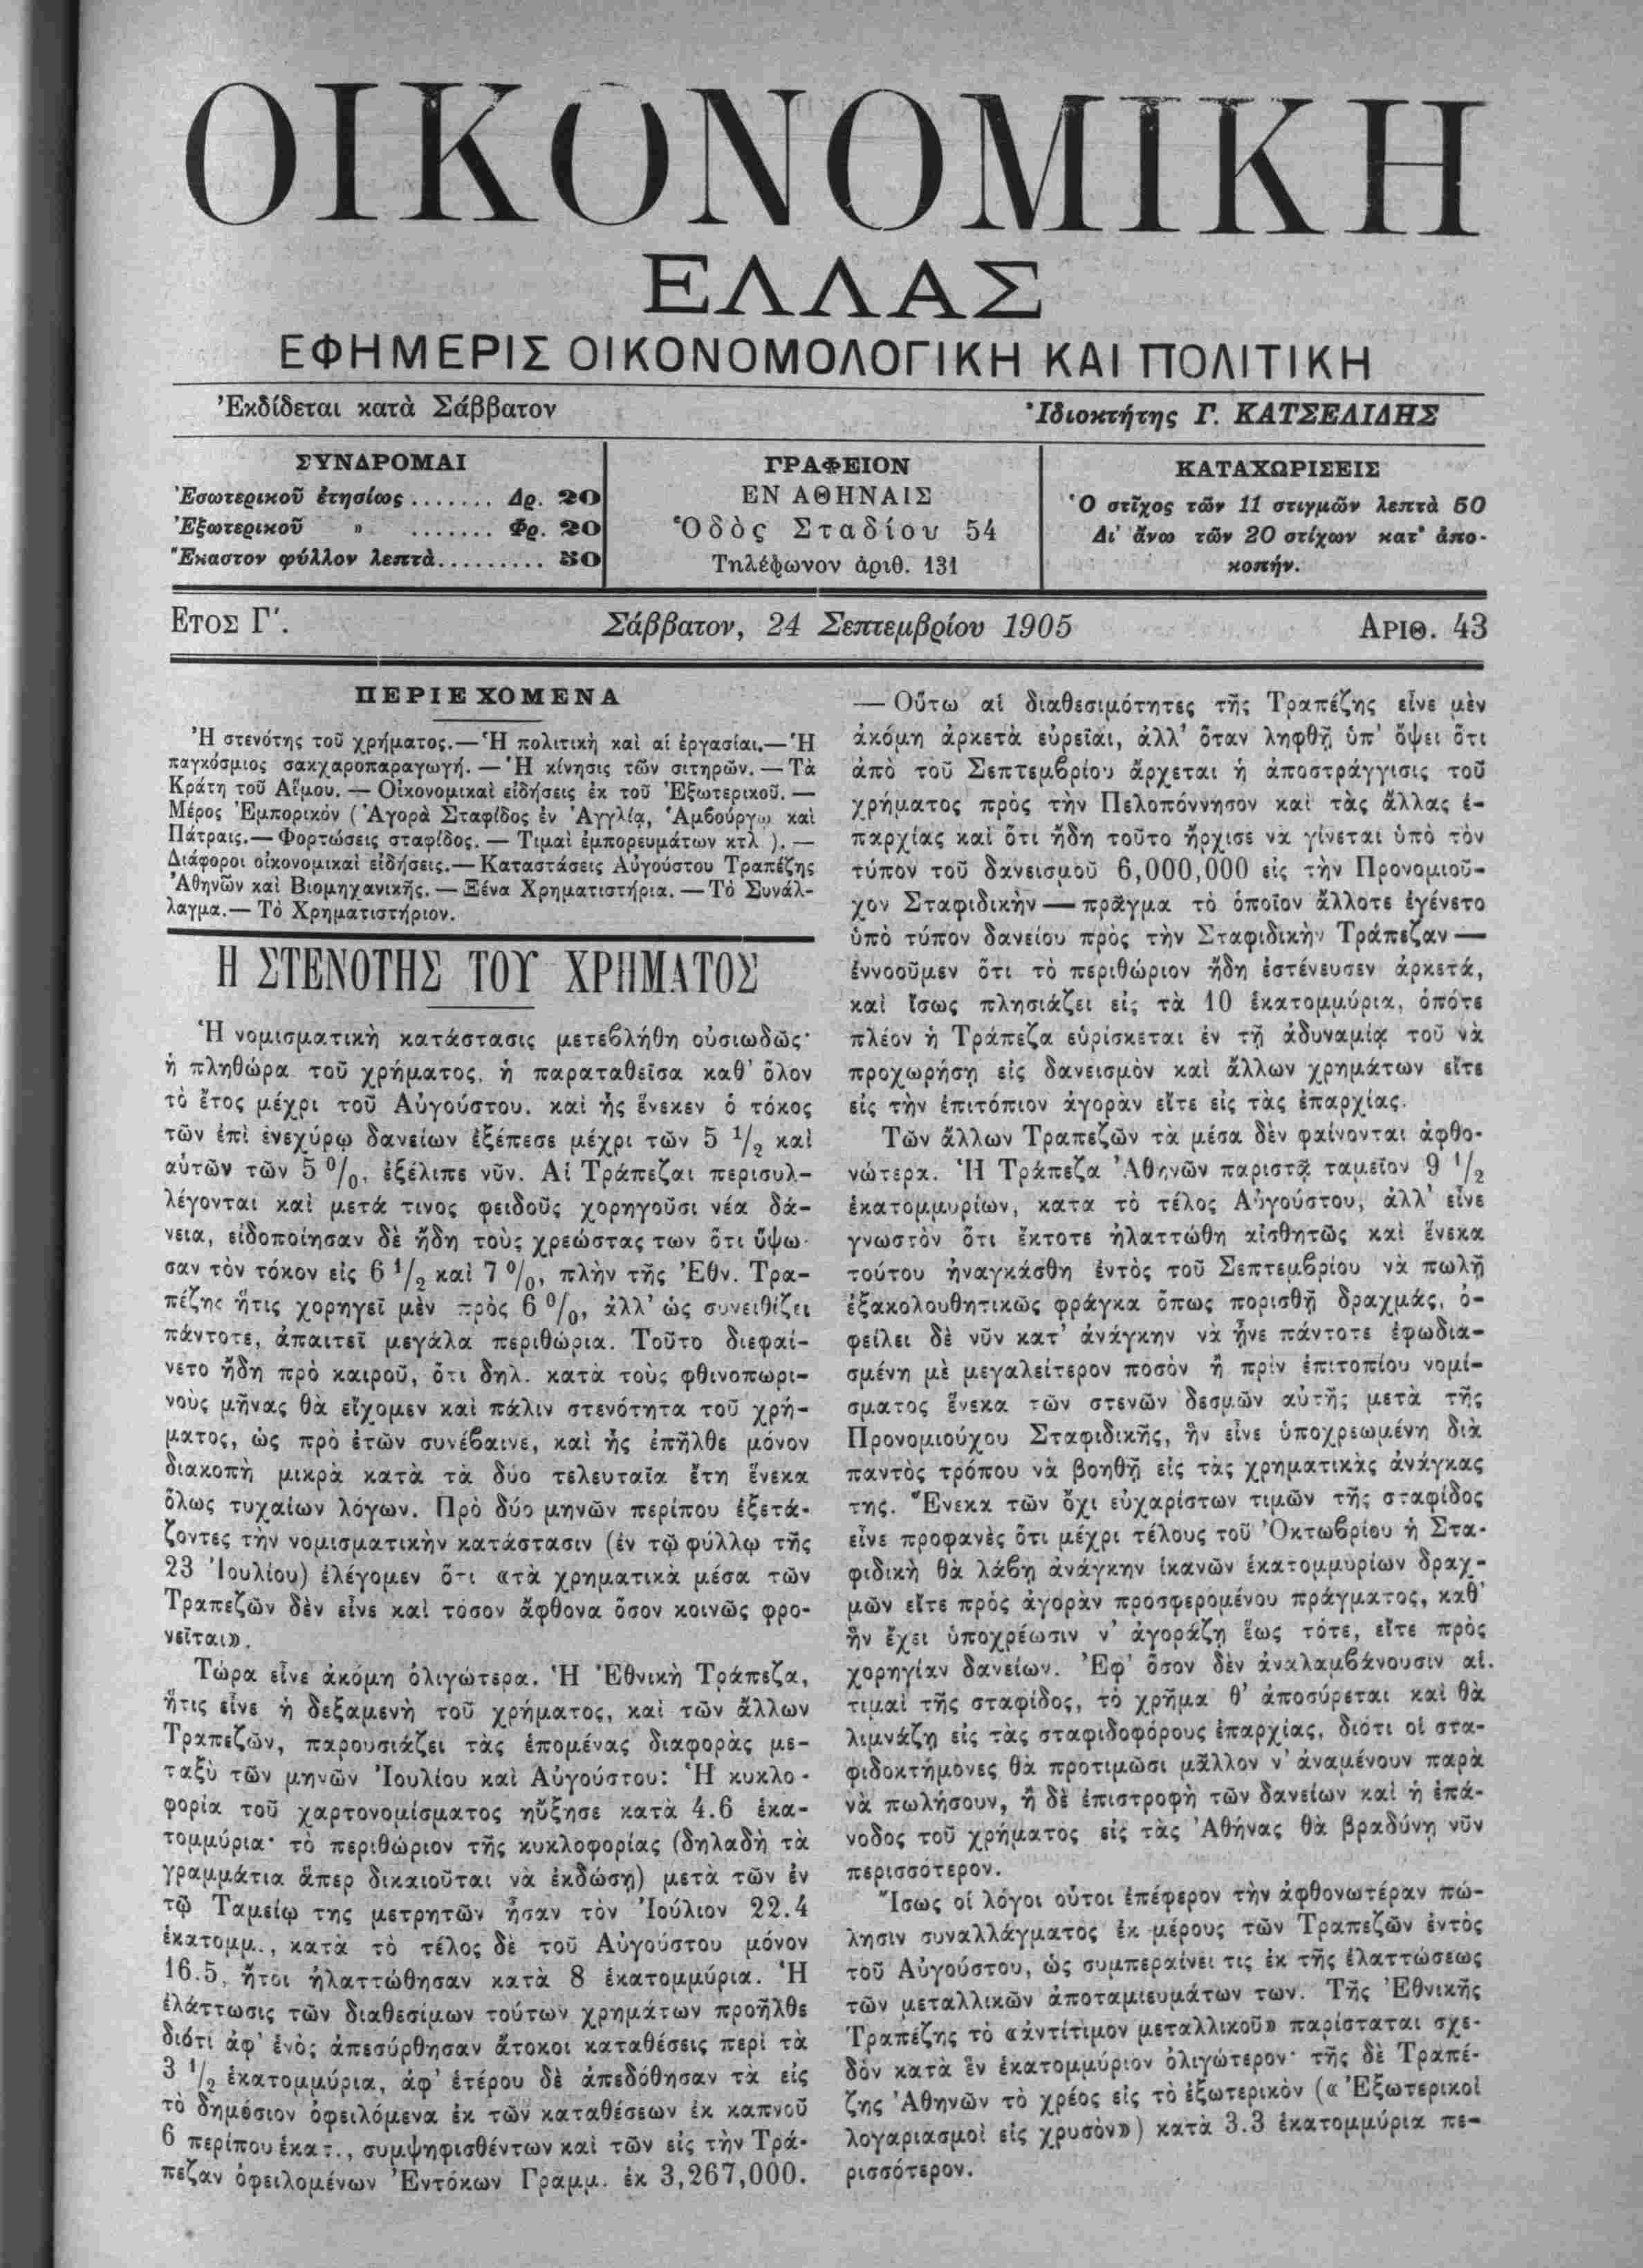 ΟΙΚΟΝΟΜΙΚΗ
ΕΛΛΑΣ
ΕΦΗΜΕΡΙΣ ΟΙΚΟΝΟΜΟΛΟΓΙΚΗ ΚΑΙ ΠΟΛΙΤΙΚΗ
Ἐκδίδεται κατὰ Σάββατον
Ἰδιοκτήτης Γ. ΚΑΤΣΕΛΙΔΗΣ
ΣΥΝΔΡΟΜΑΙ
Ἐσωτερικοῦ ἐτησίως ....... Δρ. 20
Ἐξωτερικοῦ » ....... Φρ. 20
Ἕκαστον φύλλον λεπτὰ......... 50
ΓΡΑΦΕΙΟΝ
ΕΝ ΑΘΗΝΑΙΣ
Ὁδὸς Σταδίου 54
Τηλέφωνον ἀριθ. 131
ΚΑΤΑΧΩΡΙΣΕΙΣ
Ὁ στῖχος τῶν 11 στιγμῶν λεπτὰ 50
Δι' ἄνω τῶν 20 στίχων κατ' ἀπο-
κοπήν.
ΕΤΟΣ Γ'.
Σάββατον, 24 Σεπτεμβρίου 1905
ΑΡΙΘ. 43
ΠΕΡΙΕΧΟΜΕΝΑ
Ἡ στενότης τοῦ χρήματος.—Ἡ πολιτικὴ καὶ αἱ ἐργασίαι.—Ἡ
παγκόσμιος σακχαροπαραγωγή. — Ἡ κίνησις τῶν σιτηρῶν. — Τὰ
Κράτη τοῦ Αἵμου. — Οἰκονομικαὶ εἰδήσεις ἐκ τοῦ Ἐξωτερικοῦ. —
Μέρος Ἐμπορικόν (Ἀγορὰ Σταφίδος ἐν Ἀγγλίᾳ, Ἁμβούργῳ καὶ
Πάτραις.— Φορτώσεις σταφίδος. — Τιμαὶ ἐμπορευμάτων κτλ ). —
Διάφοροι οἰκονομικαὶ εἰδήσεις.— Καταστάσεις Αὐγούστου Τραπέζης
Ἀθηνῶν καὶ Βιομηχανικῆς. — Ξένα Χρηματιστήρια. — Τὸ Συνάλ-
λαγμα.— Τὸ Χρηματιστήριον.
Η ΣΤΕΝΟΤΗΣ ΤΟΥ ΧΡΗΜΑΤΟΣ
Ἡ νομισματικὴ κατάστασις μετεβλήθη οὐσιωδῶς·
ἡ πληθώρα τοῦ χρήματος, ἡ παραταθεῖσα καθ' ὅλον
τὸ ἔτος μέχρι τοῦ Αὐγούστου. καὶ ἧς ἕνεκεν ὁ τόκος
τῶν ἐπὶ ἐνεχύρῳ δανείων ἐξέπεσε μέχρι τῶν 5 1/2 καὶ
αὐτῶν τῶν 5 0/0, ἐξέλιπε νῦν. Αἱ Τράπεζαι περισυλ-
λέγονται καὶ μετά τινος φειδοῦς χορηγοῦσι νέα δά-
νεια, εἰδοποίησαν δὲ ἤδη τοὺς χρεώστας των ὅτι ὕψω-
σαν τὸν τόκον εἰς 6 1/2 καὶ 7 0/0, πλὴν τῆς Ἐθν. Τρα-
πέζης ἥτις χορηγεῖ μὲν πρὸς 6 0/0, ἀλλ' ὡς συνειθίζει
πάντοτε, ἀπαιτεῖ μεγάλα περιθώρια. Τοῦτο διεφαί-
νετο ἤδη πρὸ καιροῦ, ὅτι δηλ. κατὰ τοὺς φθινοπωρι-
νοὺς μῆνας θὰ εἴχομεν καὶ πάλιν στενότητα τοῦ χρή-
ματος, ὡς πρὸ ἐτῶν συνέβαινε, καὶ ἧς ἐπῆλθε μόνον
διακοπὴ μικρὰ κατὰ τὰ δύο τελευταῖα ἔτη ἕνεκα
ὅλως τυχαίων λόγων. Πρὸ δύο μηνῶν περίπου ἐξετά-
ζοντες τὴν νομισματικὴν κατάστασιν (ἐν τῷ φύλλῳ τῆς
23 Ἰουλίου) ἐλέγομεν ὅτι «τὰ χρηματικὰ μέσα τῶν
Τραπεζῶν δὲν εἶνε καὶ τόσον ἄφθονα ὅσον κοινῶς φρο-
νεῖται».
Τώρα εἶνε ἀκόμη ὀλιγώτερα. Ἡ Ἐθνικὴ Τράπεζα,
ἥτις εἶνε ἡ δεξαμενὴ τοῦ χρήματος, καὶ τῶν ἄλλων
Τραπεζῶν, παρουσιάζει τὰς ἑπομένας διαφορὰς με-
ταξὺ τῶν μηνῶν Ἰουλίου καὶ Αὐγούστου: Ἡ κυκλο-
φορία τοῦ χαρτονομίσματος ηὔξησε κατὰ 4.6 ἑκα-
τομμύρια· τὸ περιθώριον τῆς κυκλοφορίας (δηλαδὴ τὰ
γραμμάτια ἅπερ δικαιοῦται νὰ ἐκδώσῃ) μετὰ τῶν ἐν
τῷ Ταμείῳ της μετρητῶν ἦσαν τὸν Ἰούλιον 22.4
ἑκατομμ., κατὰ τὸ τέλος δὲ τοῦ Αὐγούστου μόνον
16.5, ἤτοι ἠλαττώθησαν κατὰ 8 ἑκατομμύρια. Ἡ
ἐλάττωσις τῶν διαθεσίμων τούτων χρημάτων προῆλθε
διότι ἀφ' ἑνὸς ἀπεσύρθησαν ἄτοκοι καταθέσεις περὶ τὰ
3 1/2 ἑκατομμύρια, ἀφ' ἑτέρου δὲ ἀπεδόθησαν τὰ εἰς
τὸ δημόσιον ὀφειλόμενα ἐκ τῶν καταθέσεων ἐκ καπνοῦ
6 περίπου ἑκατ., συμψηφισθέντων καὶ τῶν εἰς τὴν Τρά-
πεζαν ὀφειλομένων Ἐντόκων Γραμμ. ἐκ 3,267,000.
— Οὕτω αἱ διαθεσιμότητες τῆς Τραπέζης εἶνε μὲν
ἀκόμη ἀρκετὰ εὐρεῖαι, ἀλλ' ὅταν ληφθῇ ὑπ' ὄψει ὅτι
ἀπὸ τοῦ Σεπτεμβρίου ἄρχεται ἡ ἀποστράγγισις τοῦ
χρήματος πρὸς τὴν Πελοπόννησον καὶ τὰς ἄλλας ἐ-
παρχίας καὶ ὅτι ἤδη τοῦτο ἤρχισε νὰ γίνεται ὑπὸ τὸν
τύπον τοῦ δανεισμοῦ 6,000,000 εἰς τὴν Προνομιοῦ-
χον Σταφιδικὴν — πρᾶγμα τὸ ὁποῖον ἄλλοτε ἐγένετο
ὑπὸ τύπον δανείου πρὸς τὴν Σταφιδικὴν Τράπεζαν —
ἐννοοῦμεν ὅτι τὸ περιθώριον ἤδη ἐστένευσεν ἀρκετά,
καὶ ἴσως πλησιάζει εἰς τὰ 10 ἑκατομμύρια, ὁπότε
πλέον ἡ Τράπεζα εὑρίσκεται ἐν τῇ ἀδυναμίᾳ τοῦ νὰ
προχωρήσῃ εἰς δανεισμὸν καὶ ἄλλων χρημάτων εἴτε
εἰς τὴν ἐπιτόπιον ἀγορὰν εἴτε εἰς τὰς ἐπαρχίας.
Τῶν ἄλλων Τραπεζῶν τὰ μέσα δὲν φαίνονται ἀφθο-
νώτερα. Ἡ Τράπεζα Ἀθηνῶν παριστᾷ ταμεῖον 9 1/2
ἑκατομμυρίων, κατα τὸ τέλος Αὐγούστου, ἀλλ' εἶνε
γνωστὸν ὅτι ἔκτοτε ἠλαττώθη αἰσθητῶς καὶ ἕνεκα
τούτου ἠναγκάσθη ἐντὸς τοῦ Σεπτεμβρίου νὰ πωλῇ
ἐξακολουθητικῶς φράγκα ὅπως πορισθῇ δραχμάς, ὀ-
φείλει δὲ νῦν κατ' ἀνάγκην νὰ ᾖνε πάντοτε ἐφωδια-
σμένη μὲ μεγαλείτερον ποσὸν ἢ πρὶν ἐπιτοπίου νομί-
σματος ἕνεκα τῶν στενῶν δεσμῶν αὐτῆς μετὰ τῆς
Προνομιούχου Σταφιδικῆς, ἣν εἶνε ὑποχρεωμένη διὰ
παντὸς τρόπου νὰ βοηθῇ εἰς τὰς χρηματικὰς ἀνάγκας
της. Ἕνεκα τῶν ὄχι εὐχαρίστων τιμῶν τῆς σταφίδος
εἶνε προφανὲς ὅτι μέχρι τέλους τοῦ Ὀκτωβρίου ἡ Στα-
φιδικὴ θὰ λάβῃ ἀνάγκην ἱκανῶν ἑκατομμυρίων δραχ-
μῶν εἴτε πρὸς ἀγορὰν προσφερομένου πράγματος, καθ'
ἣν ἔχει ὑποχρέωσιν ν' ἀγοράζῃ ἕως τότε, εἴτε πρὸς
χορηγίαν δανείων. Ἐφ' ὅσον δὲν ἀναλαμβάνουσιν αἱ
τιμαὶ τῆς σταφίδος, τὸ χρῆμα θ' ἀποσύρεται καὶ θὰ
λιμνάζῃ εἰς τὰς σταφιδοφόρους ἐπαρχίας, διότι οἱ στα-
φιδοκτήμονες θὰ προτιμῶσι μᾶλλον ν' ἀναμένουν παρὰ
νὰ πωλήσουν, ἡ δὲ ἐπιστροφὴ τῶν δανείων καὶ ἡ ἐπά-
νοδος τοῦ χρήματος εἰς τὰς Ἀθήνας θὰ βραδύνῃ νῦν
περισσότερον.
Ἴσως οἱ λόγοι οὗτοι ἐπέφερον τὴν ἀφθονωτέραν πώ-
λησιν συναλλάγματος ἐκ μέρους τῶν Τραπεζῶν ἐντὸς
τοῦ Αὐγούστου, ὡς συμπεραίνει τις ἐκ τῆς ἐλαττώσεως
τῶν μεταλλικῶν ἀποταμιευμάτων των. Τῆς Ἐθνικῆς
Τραπέζης τὸ «ἀντίτιμον μεταλλικοῦ» παρίσταται σχε-
δὸν κατὰ ἓν ἑκατομμύριον ὀλιγώτερον· τῆς δὲ Τραπέ-
ζης Ἀθηνῶν τὸ χρέος εἰς τὸ ἐξωτερικὸν («Ἐξωτερικοὶ
λογαριασμοὶ εἰς χρυσὸν») κατὰ 3.3 ἑκατομμύρια πε-
ρισσότερον.